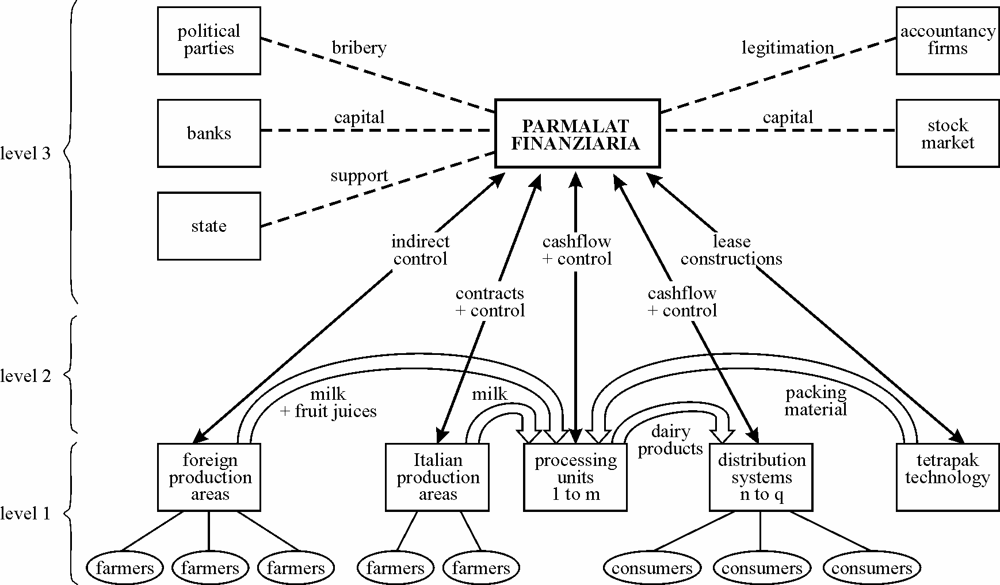 political
parties
bribery
legitimation
accountancy
firms
level 3
banks
capital
PARMALAT
FINANZIARIA
capital
stock
market
support
state
indirect
control
cashflow
+ control
lease
constructions
contracts
+ control
cashflow
+ control
level 2
milk
+ fruit juices
milk
packing
material
dairy
products
level 1
foreign
production
areas
Italian
production
areas
processing
units
1 to m
distribution
systems
n to q
tetrapak
technology
farmers
farmers
farmers
farmers
farmers
consumers
consumers
consumers